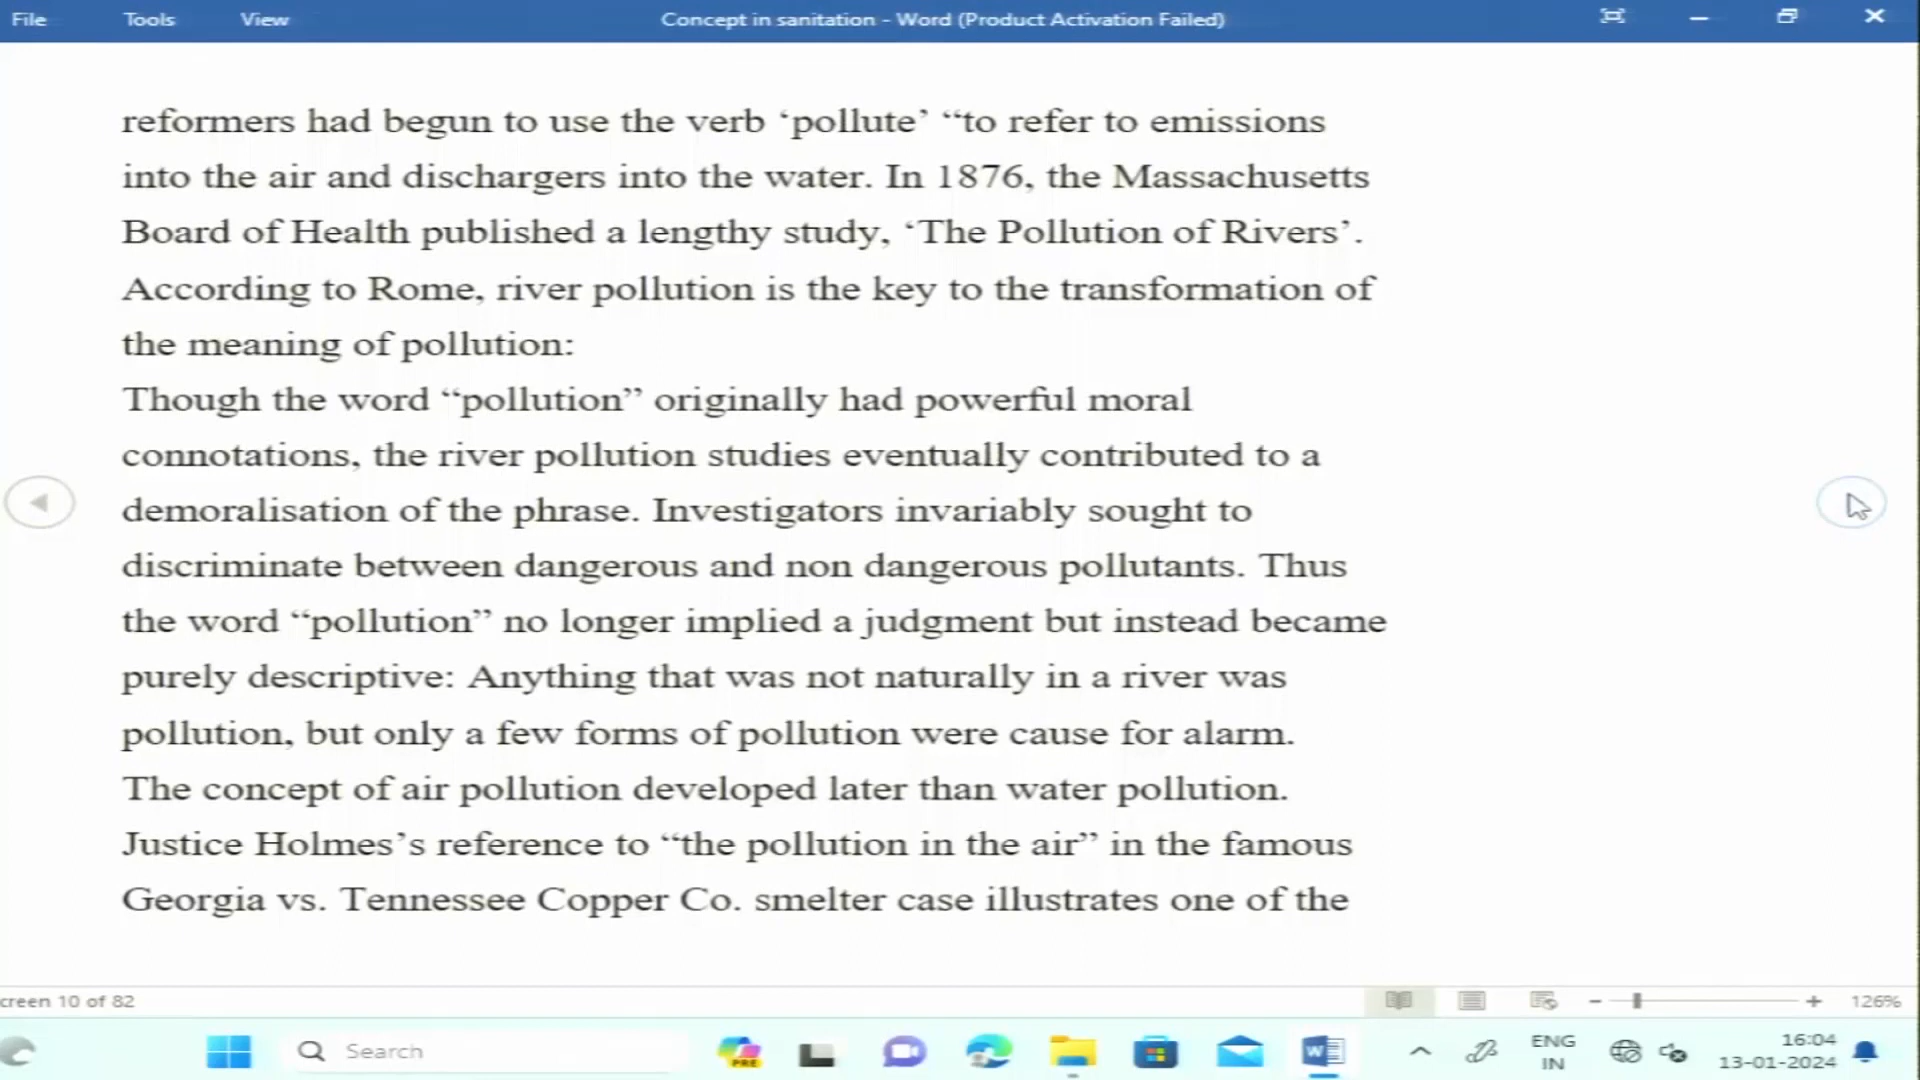 File Tools View Concept in sanitation - Word (Product Activation Failed)
reformers had begun to use the verb ‘pollute’ “to refer to emissions
into the air and dischargers into the water. In 1876, the Massachusetts
Board of Health published a lengthy study, ‘The Pollution of Rivers’.
According to Rome, river pollution is the key to the transformation of
the meaning of pollution:
Though the word “pollution” originally had powerful moral
connotations, the river pollution studies eventually contributed to a
demoralisation of the phrase. Investigators invariably sought to
discriminate between dangerous and non dangerous pollutants. Thus
the word “pollution” no longer implied a judgment but instead became
purely descriptive: Anything that was not naturally in a river was
pollution, but only a few forms of pollution were cause for alarm.
The concept of air pollution developed later than water pollution.
Justice Holmes’s reference to “the pollution in the air” in the famous
Georgia vs. Tennessee Copper Co. smelter case illustrates one of the
creen 10 of 82 126%
Search PRE ENG 16:04
IN 13-01-2024